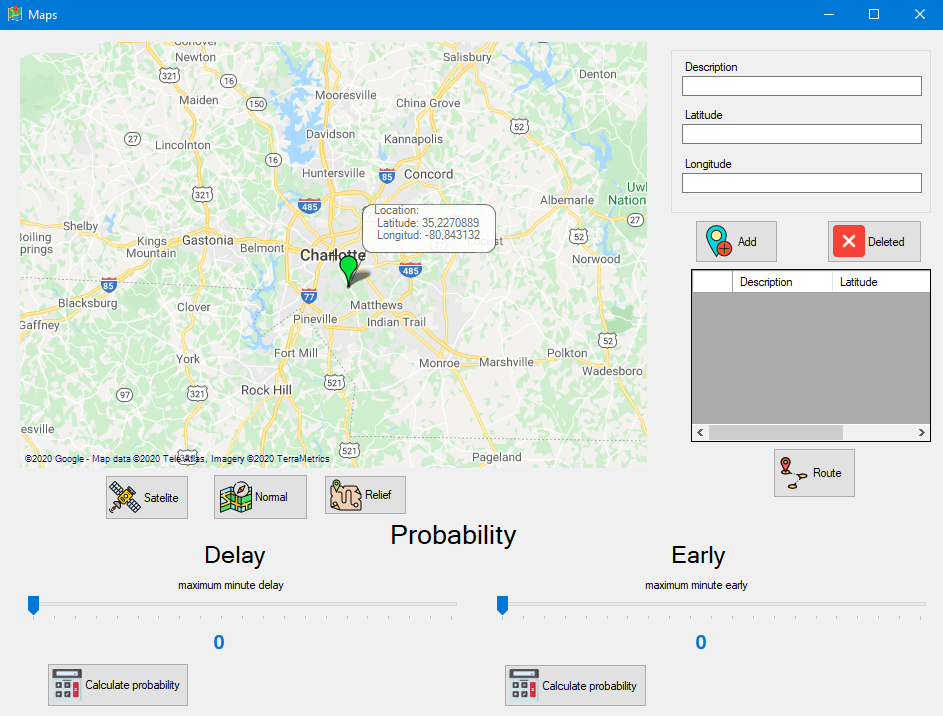 Maps
Conover
Newton
Salisbury
321
16
Denton
Maiden
150
Mooresville
China Grove
52
27
Lincolnton
Davidson
Kannapolis
16
Huntersville
85
Concord
321
485
Albemarle
Uwh
Nation
27
Shelby
Boiling
prings
Kings
Mountain
Gastonia
Belmont
Location:
Latitude: 35,2270889
Longitud: -80,843132
cust
52
Charlotte
485
Norwood
85
77
Blacksburg
Clover
Matthews
Gaffney
Pineville
Indian Trail
52
York
Fort Mill
Monroe
Marshville
Polkton
Wadesboro
97
321
Rock Hill
521
esville
521
Pageland
©2020 Google - Map data ©2020 Tele Atlas, Imagery ©2020 TerraMetrics
Description
Latitude
Longitude
Add
Deleted
Description Latitude
Route
Satelite
Normal
Relief
Probability
Delay
Early
maximum minute delay
maximum minute early
0
0
Calculate probability
Calculate probability